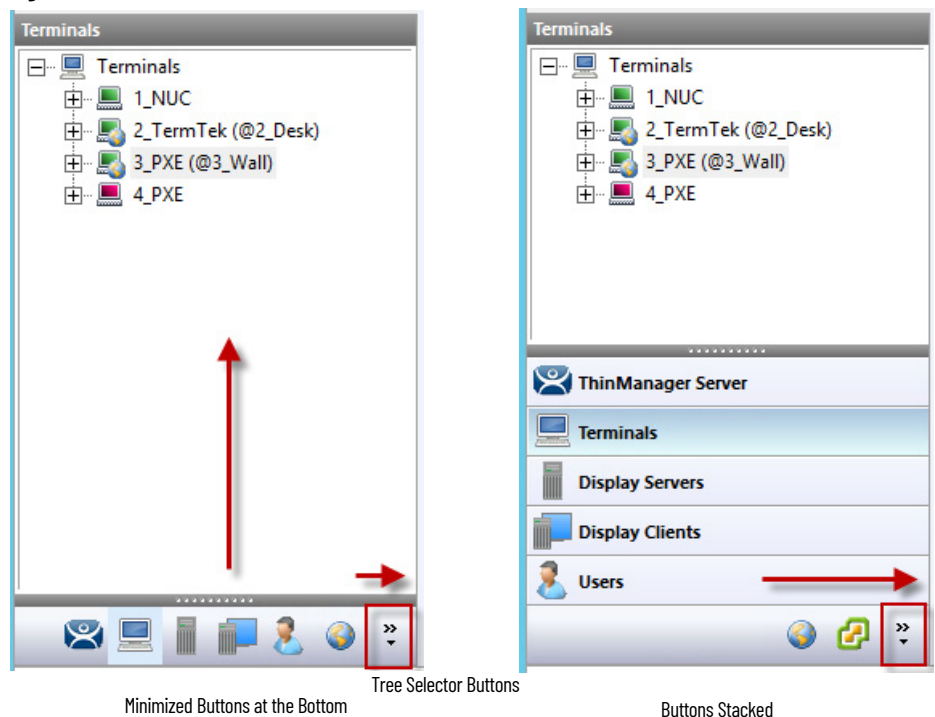 Terminals
Terminals
1_NUC
2_TermTek (@2_Desk)
3_PXE (@3_Wall)
4_PXE
Terminals
Terminals
1_NUC
2_TermTek (@2_Desk)
3_PXE (@3_Wall)
4_PXE
ThinManager Server
Terminals
Display Servers
Display Clients
Users
Tree Selector Buttons
Minimized Buttons at the Bottom
Buttons Stacked